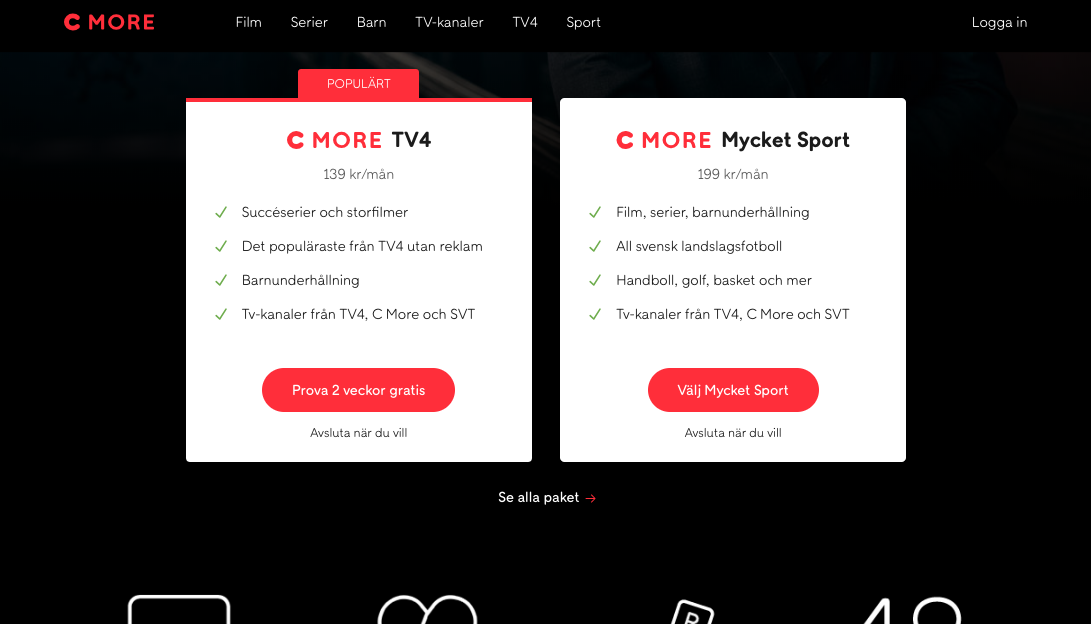 C MORE Film Serier Barn TV-kanaler TV4 Sport Logga in
POPULÄRT
C MORE TV4
139 kr/mån
Succéserier och storfilmer
Det populäraste från TV4 utan reklam
Barnunderhållning
Tv-kanaler från TV4, C More och SVT
Prova 2 veckor gratis
Avsluta när du vill
C MORE Mycket Sport
199 kr/mån
Film, serier, barnunderhållning
All svensk landslagsfotboll
Handboll, golf, basket och mer
Tv-kanaler från TV4, C More och SVT
Välj Mycket Sport
Avsluta när du vill
Se alla paket →
R